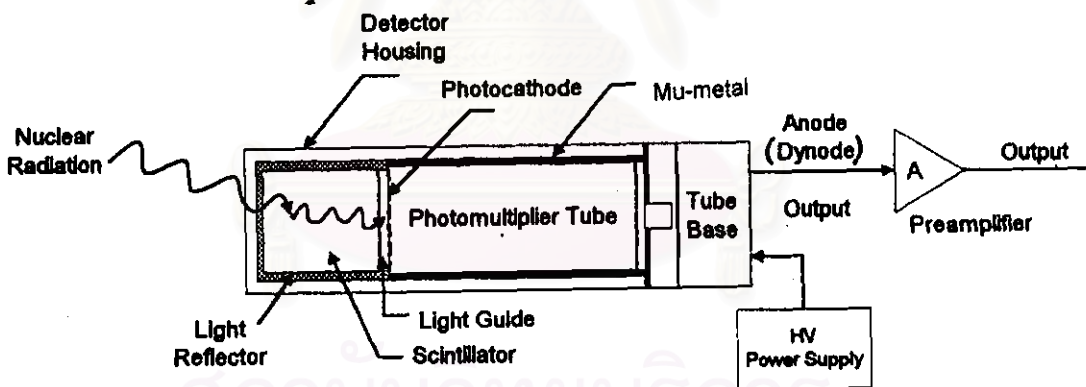 Detector
Housing
Photocathode
Mu-metal
Nuclear
Radiation
Anode
(Dynode)
Output
A
Output
Preamplifier
Photomultiplier Tube
Tube
Base
Light
Reflector
Light Guide
Scintillator
HV
Power Supply